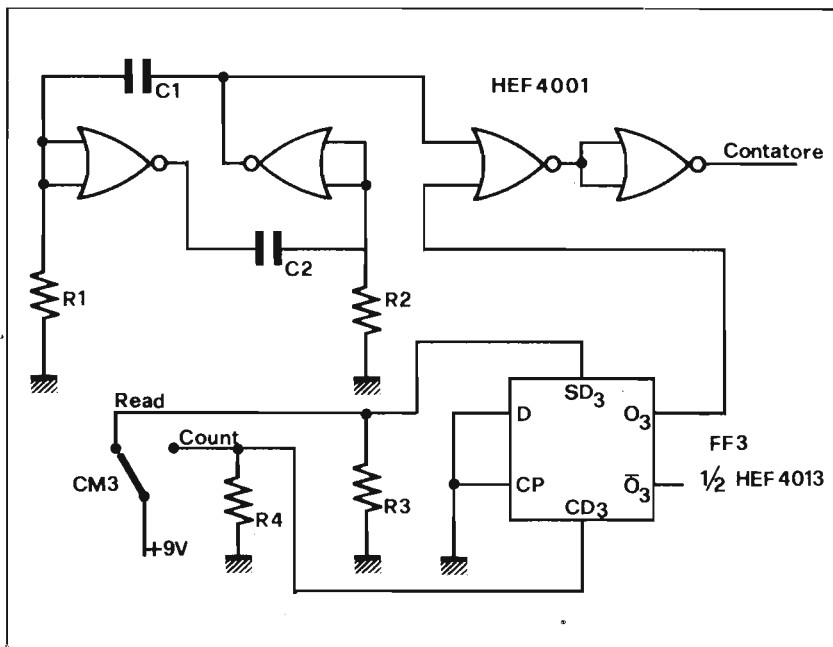 C1
HEF4001
Contatore
C2
R1
R2
Read
SD3
D
O3
Count
FF3
CM3
CP
O̅3
½ HEF4013
R4
R3
CD3
+9V